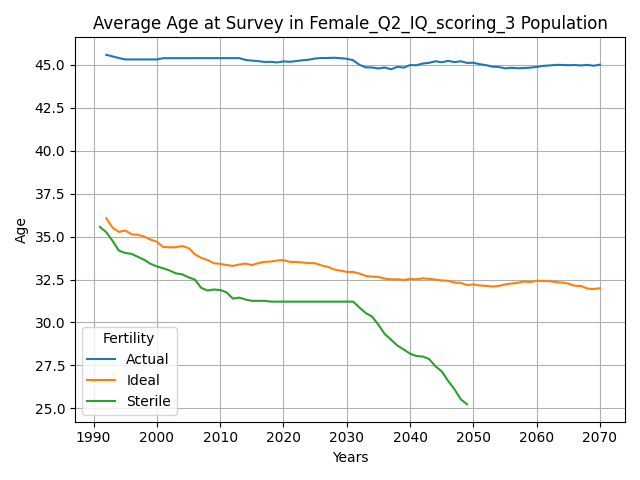 Average Age at Survey in Female_Q2_IQ_scoring_3 Population
Age
45.0
42.5
40.0
37.5
35.0
32.5
30.0
27.5
25.0
Fertility
Actual
Ideal
Sterile
1990 2000 2010 2020 2030 2040 2050 2060 2070
Years